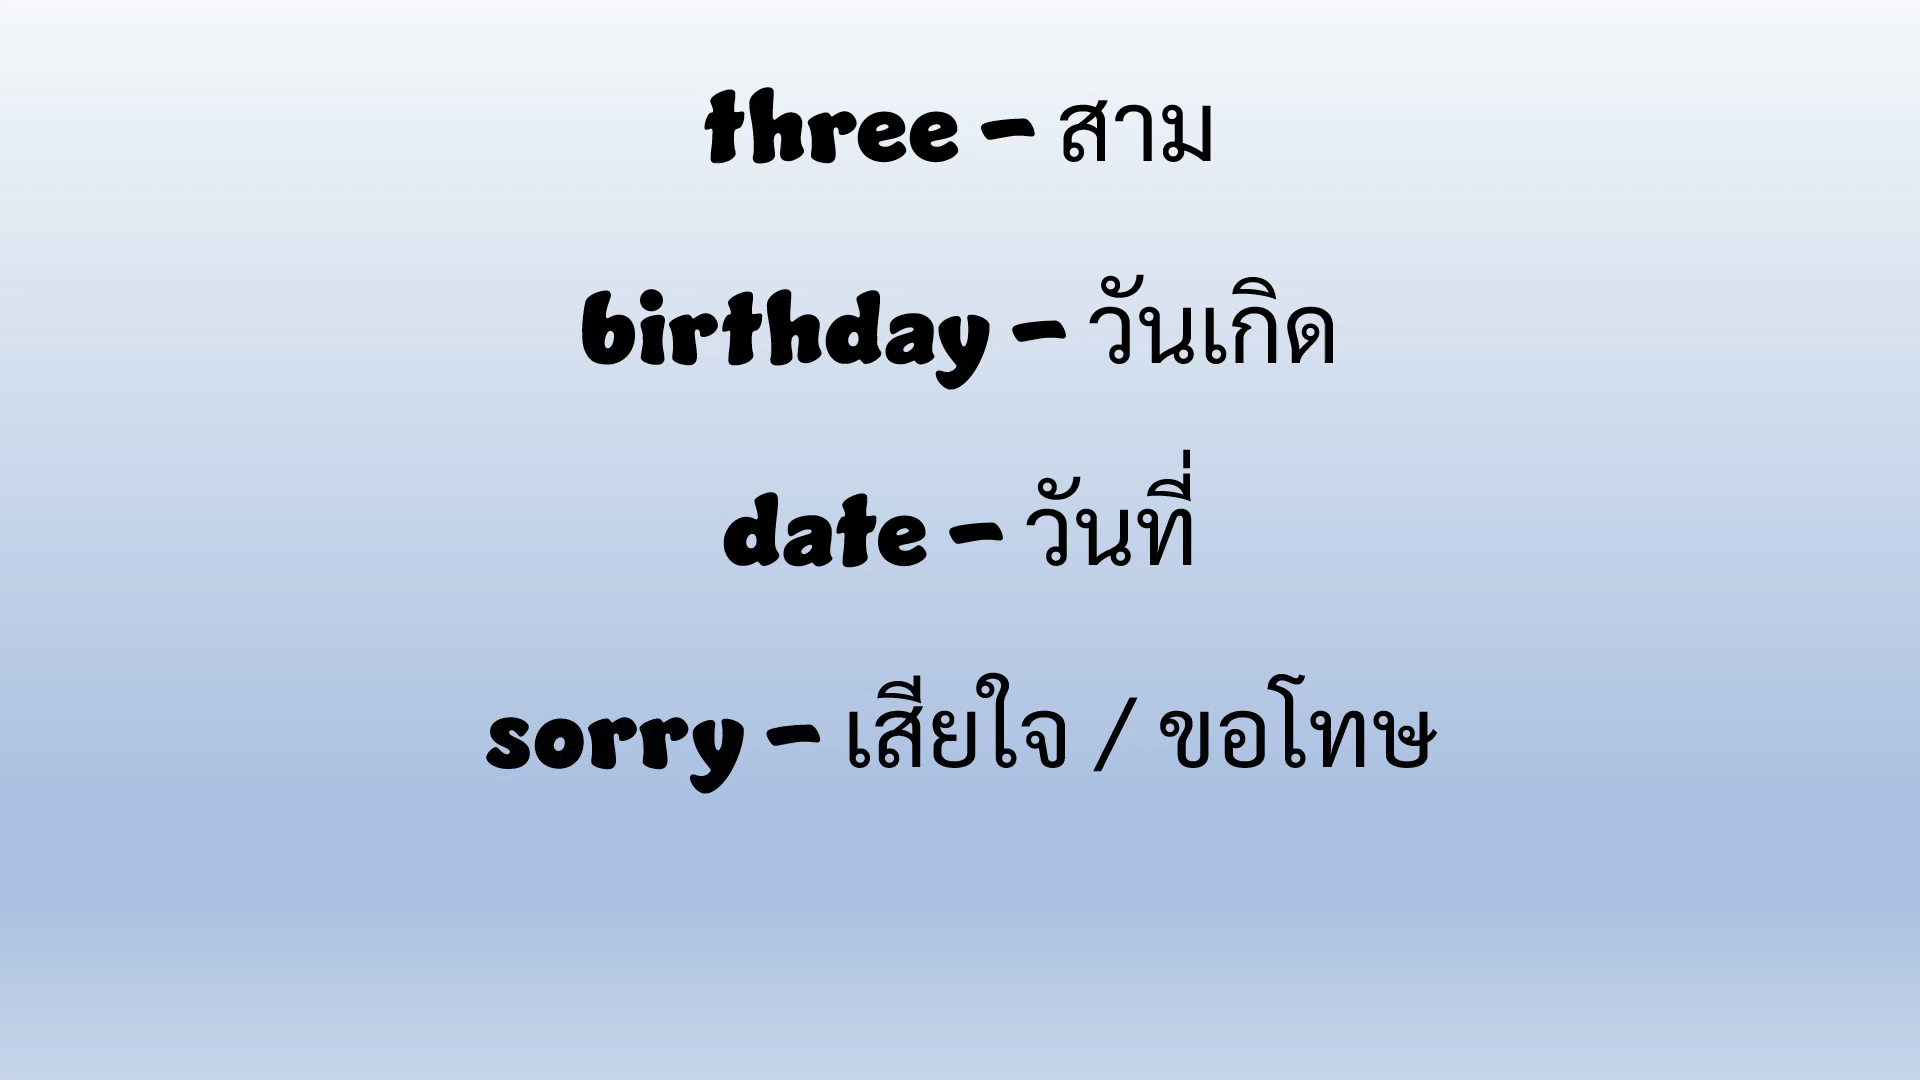 three – สาม
birthday – วันเกิด
date – วันที่
sorry – เสียใจ / ขอโทษ